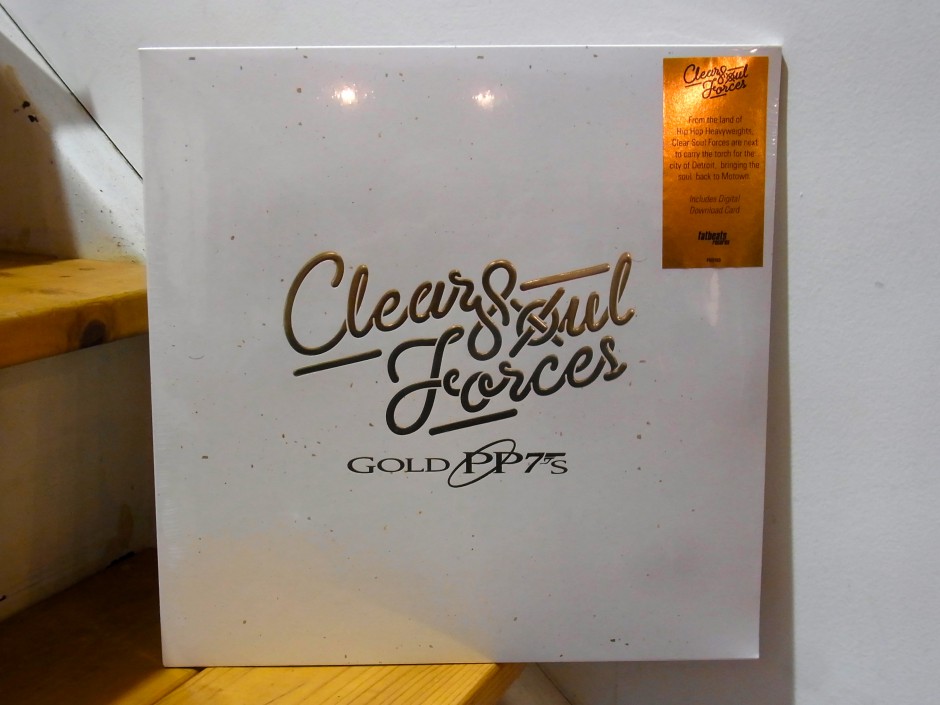 Clear Soul
Forces
GOLD PP7's
Clear Soul
Forces
From the land of
Hip Hop Heavyweights,
Clear Soul Forces are next
to carry the torch for the
city of Detroit, bringing the
soul back to Motown.
Includes Digital
Download Card
fatbeats
records